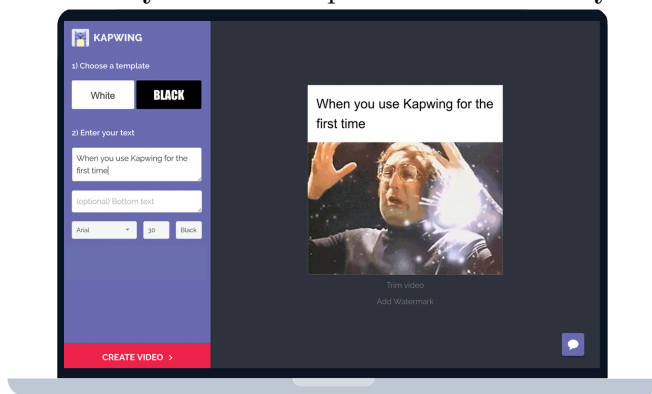 KAPWING
1) Choose a template
White
BLACK
2) Enter your text
When you use Kapwing for the
first time
(optional) Bottom text
Arial
30
Black
CREATE VIDEO >
When you use Kapwing for the
first time
Trim video
Add Watermark